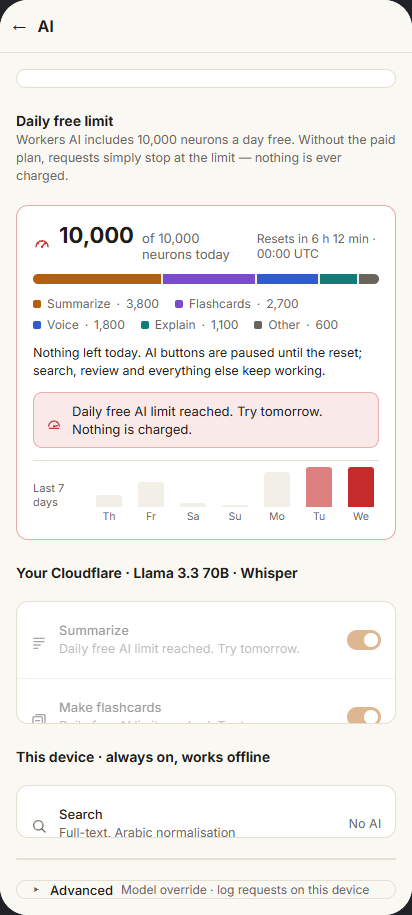 ← AI
Daily free limit
Workers AI includes 10,000 neurons a day free. Without the paid
plan, requests simply stop at the limit — nothing is ever
charged.
10,000 of 10,000
neurons today
Resets in 6 h 12 min ·
00:00 UTC
Summarize · 3,800 Flashcards · 2,700
Voice · 1,800 Explain · 1,100 Other · 600
Nothing left today. AI buttons are paused until the reset;
search, review and everything else keep working.
Daily free AI limit reached. Try tomorrow.
Nothing is charged.
Last 7
days
Th Fr Sa Su Mo Tu We
Your Cloudflare · Llama 3.3 70B · Whisper
Summarize
Daily free AI limit reached. Try tomorrow.
Make flashcards
This device · always on, works offline
Search
Full-text, Arabic normalisation
No AI
Advanced Model override · log requests on this device